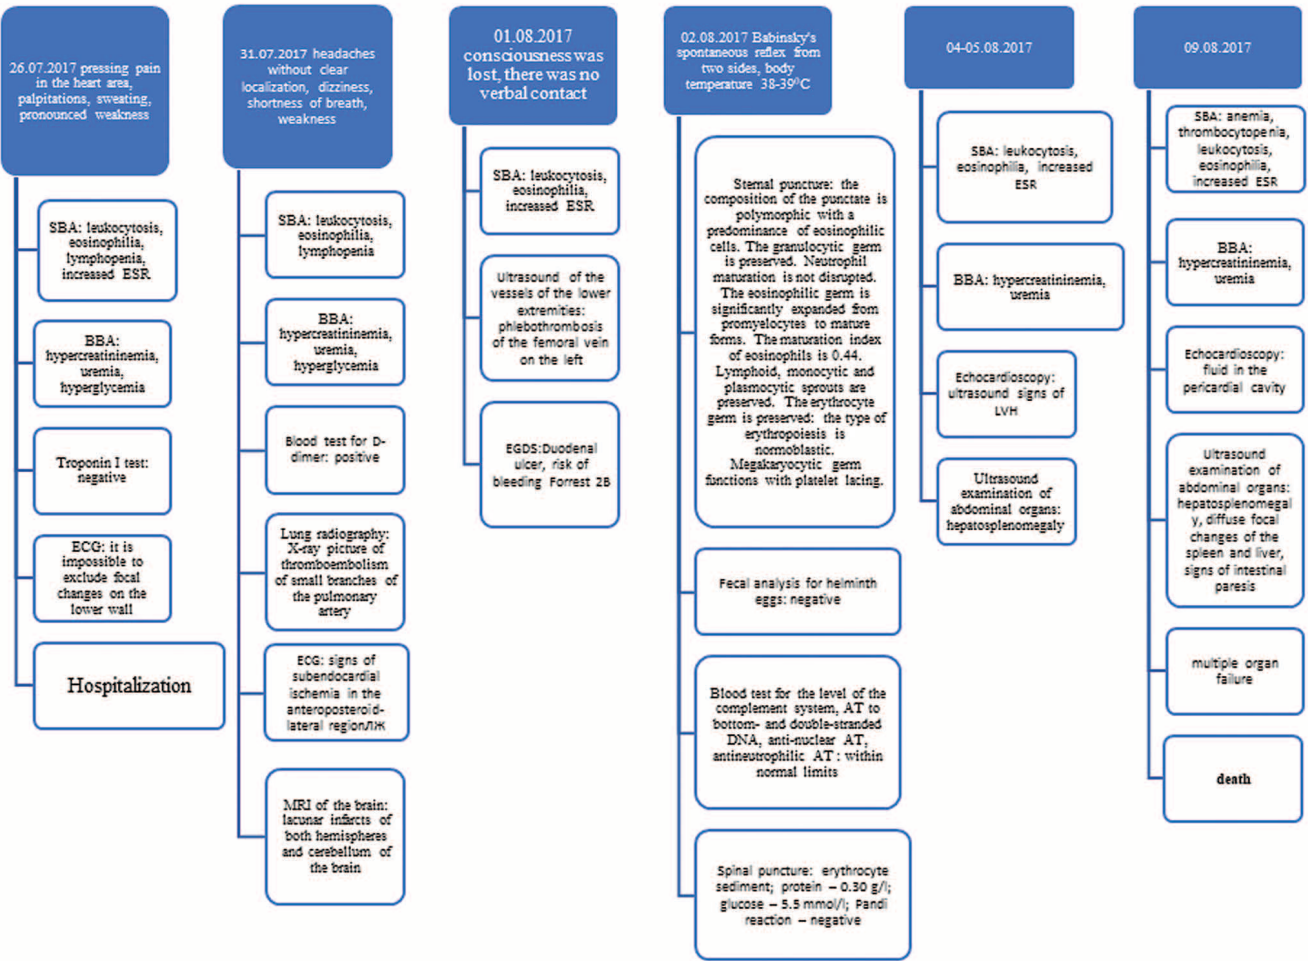 26.07.2017 pressing pain
in the heart area,
palpitations, sweating,
pronounced weakness
SBA: leukocytosis,
eosinophilia,
lymphopenia,
increased ESR
BBA:
hypercreatininemia,
uremia,
hyperglycemia
Troponin I test:
negative
ECG: it is
impossible to
exclude focal
changes on the
lower wall
Hospitalization
31.07.2017 headaches
without clear
localization, dizziness,
shortness of breath,
weakness
SBA: leukocytosis,
eosinophilia,
lymphopenia
BBA:
hypercreatininemia,
uremia,
hyperglycemia
Blood test for D-
dimer: positive
Lung radiography:
X-ray picture of
thromboembolism
of small branches of
the pulmonary
artery
ECG: signs of
subendocardial
ischemia in the
anteroposteroid-
lateral regionЛЖ
MRI of the brain:
lacunar infarcts of
both hemispheres
and cerebellum of
the brain
01.08.2017
consciousness was
lost, there was no
verbal contact
SBA: leukocytosis,
eosinophilia,
increased ESR
Ultrasound of the
vessels of the lower
extremities:
phlebothrombosis
of the femoral vein
on the left
EGDS:Duodenal
ulcer, risk of
bleeding Forrest 2B
02.08.2017 Babinsky's
spontaneous reflex from
two sides, body
temperature 38-39⁰C
Sternal puncture: the
composition of the punctate is
polymorphic with a
predominance of eosinophilic
cells. The granulocytic germ
is preserved. Neutrophil
maturation is not disrupted.
The eosinophilic germ is
significantly expanded from
promyelocytes to mature
forms. The maturation index
of eosinophils is 0.44.
Lymphoid, monocytic and
plasmocytic sprouts are
preserved. The erythrocyte
germ is preserved: the type of
erythropoiesis is
normoblastic.
Megakaryocytic germ
functions with platelet lacing.
Fecal analysis for helminth
eggs: negative
Blood test for the level of the
complement system, AT to
bottom- and double-stranded
DNA, anti-nuclear AT,
antineutrophilic AT : within
normal limits
Spinal puncture: erythrocyte
sediment; protein – 0.30 g/l;
glucose – 5.5 mmol/l; Pandi
reaction – negative
04-05.08.2017
SBA: leukocytosis,
eosinophilia, increased
ESR
BBA: hypercreatininemia,
uremia
Echocardioscopy:
ultrasound signs of
LVH
Ultrasound
examination of
abdominal organs:
hepatosplenomegaly
09.08.2017
SBA: anemia,
thrombocytopenia,
leukocytosis,
eosinophilia,
increased ESR
BBA:
hypercreatininemia,
uremia
Echocardioscopy:
fluid in the
pericardial cavity
Ultrasound
examination of
abdominal organs:
hepatosplenomegal
y, diffuse focal
changes of the
spleen and liver,
signs of intestinal
paresis
multiple organ
failure
death